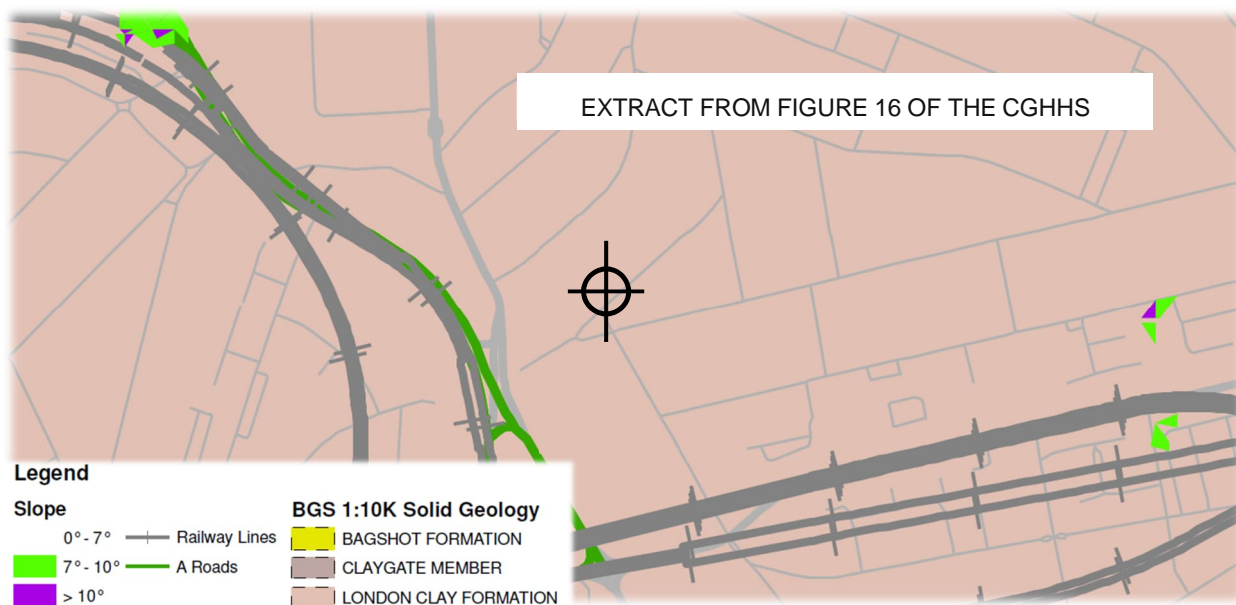 EXTRACT FROM FIGURE 16 OF THE CGHHS
Legend
Slope
0° - 7°
7° - 10°
> 10°
Railway Lines
A Roads
BGS 1:10K Solid Geology
BAGSHOT FORMATION
CLAYGATE MEMBER
LONDON CLAY FORMATION